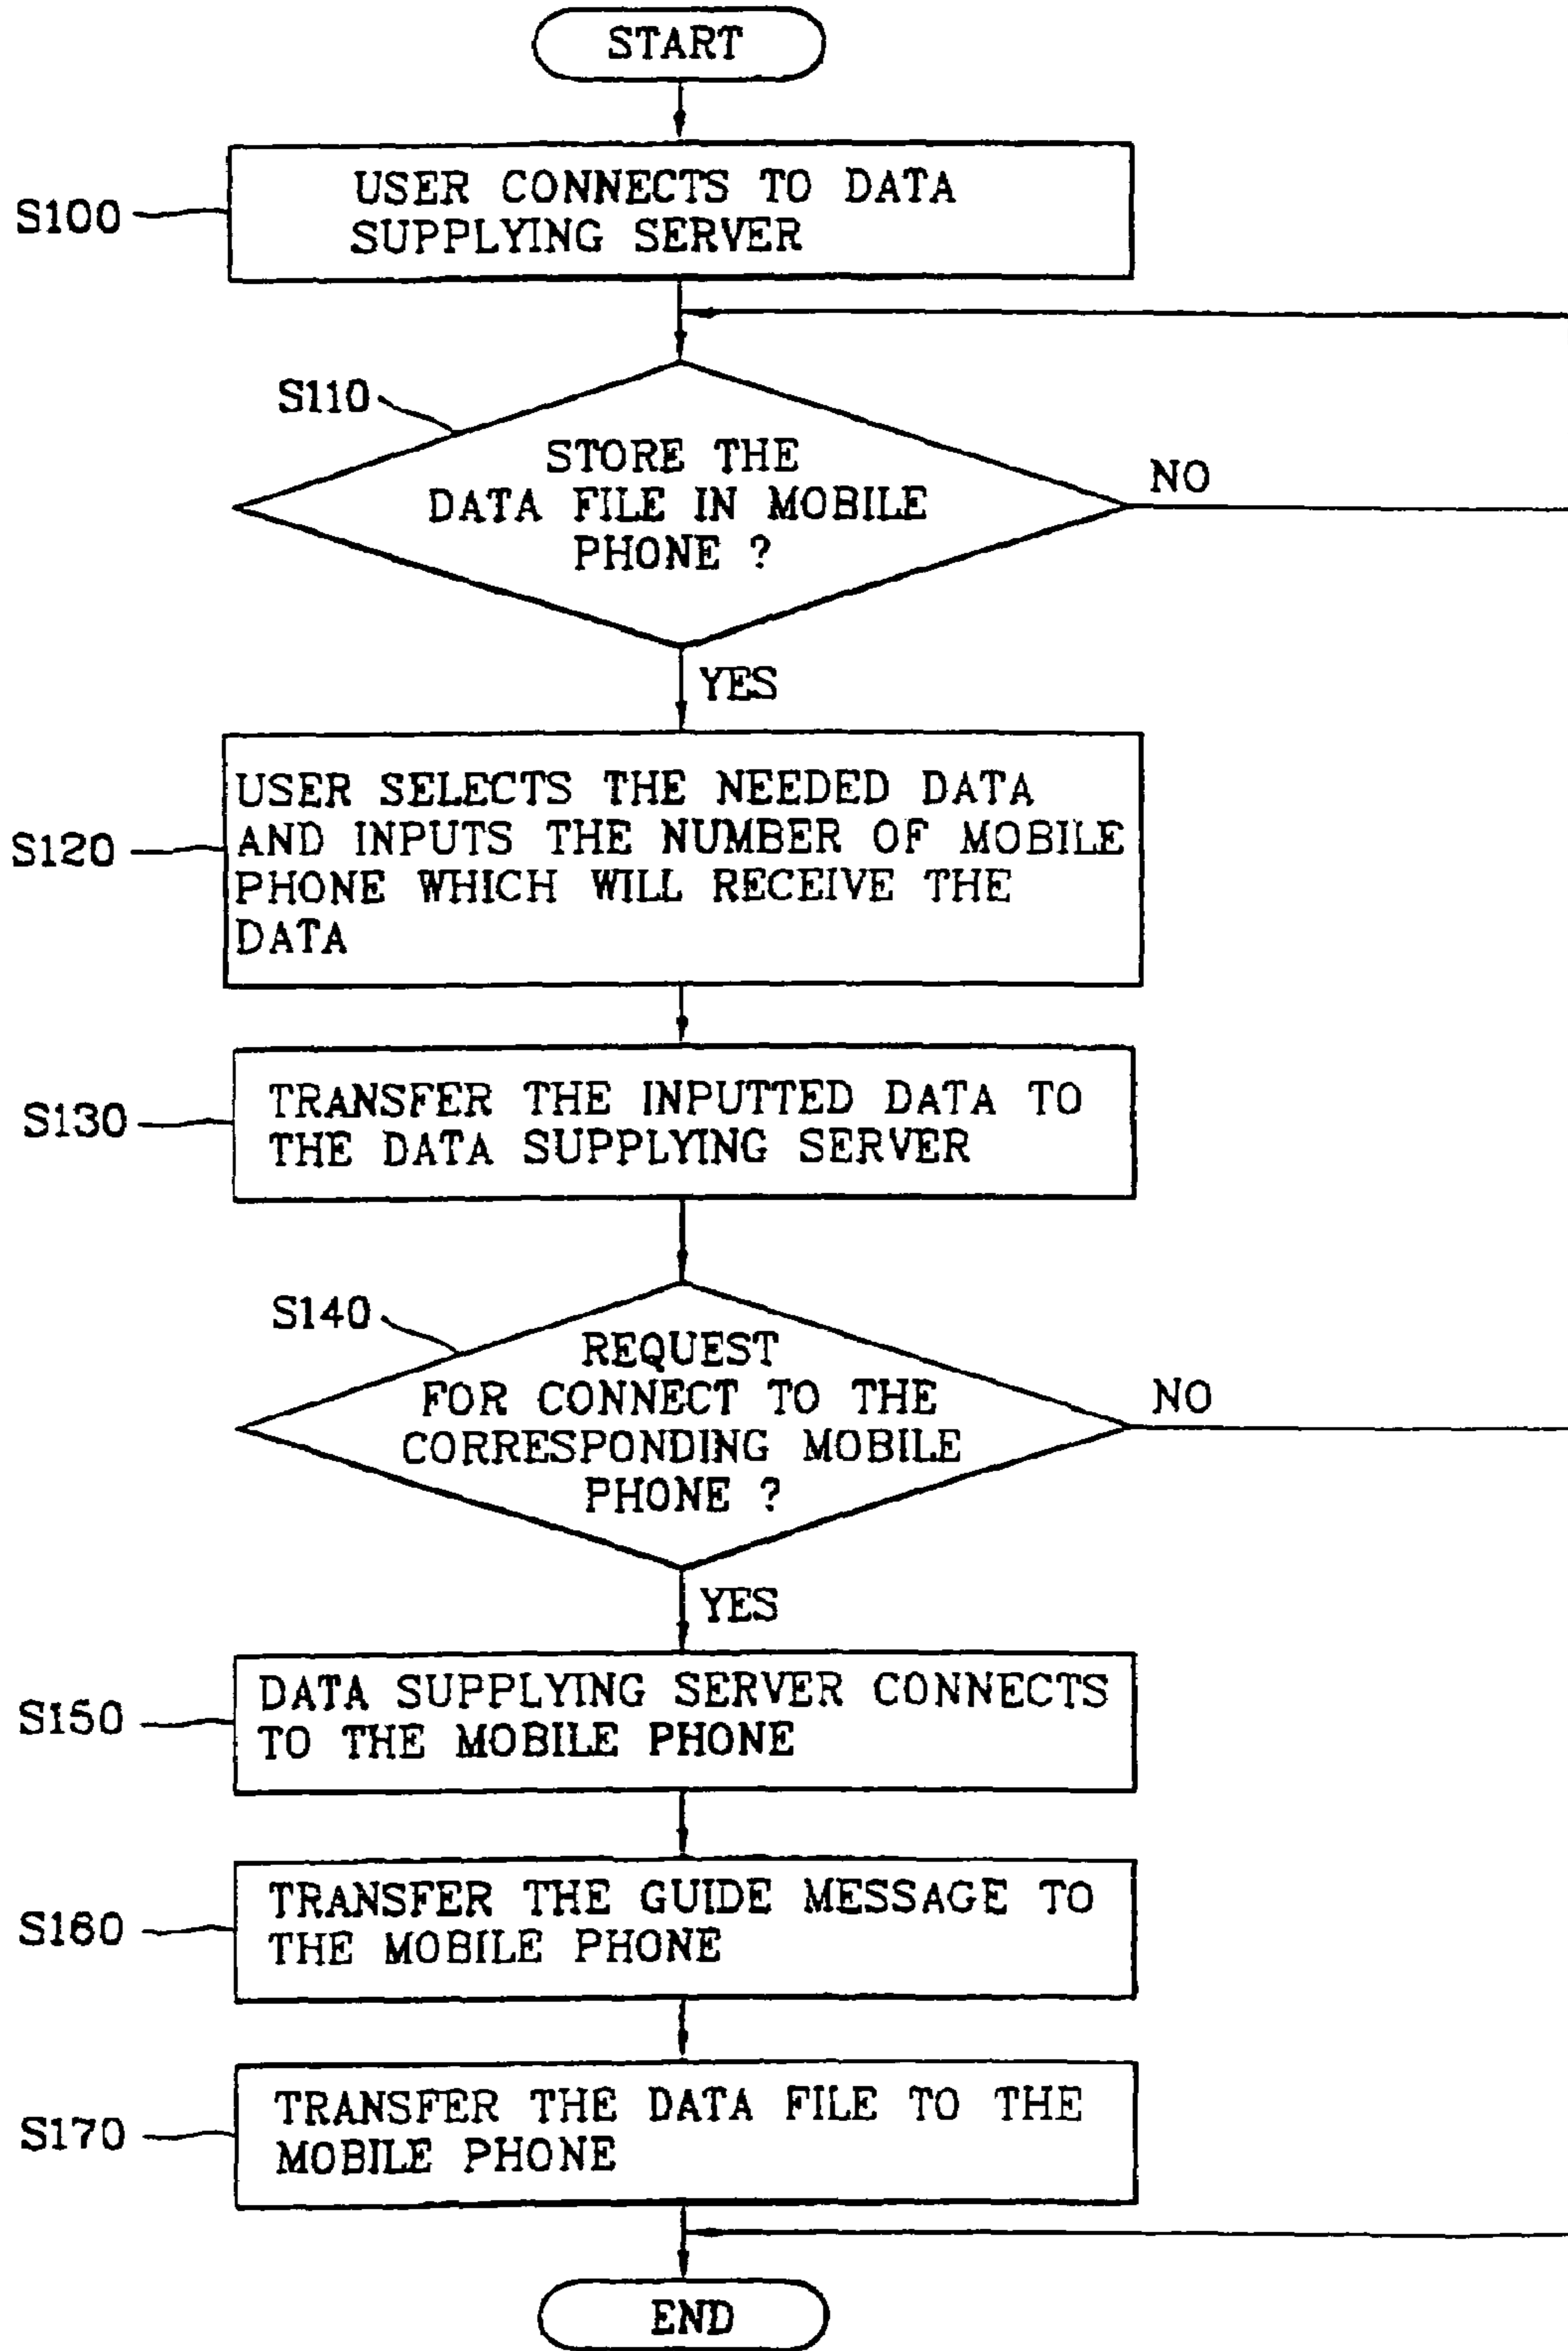 START
S100
USER CONNECTS TO DATA
SUPPLYING SERVER
S110
STORE THE
DATA FILE IN MOBILE
PHONE ?
NO
YES
S120
USER SELECTS THE NEEDED DATA
AND INPUTS THE NUMBER OF MOBILE
PHONE WHICH WILL RECEIVE THE
DATA
S130
TRANSFER THE INPUTTED DATA TO
THE DATA SUPPLYING SERVER
S140
REQUEST
FOR CONNECT TO THE
CORRESPONDING MOBILE
PHONE ?
NO
YES
S150
DATA SUPPLYING SERVER CONNECTS
TO THE MOBILE PHONE
S160
TRANSFER THE GUIDE MESSAGE TO
THE MOBILE PHONE
S170
TRANSFER THE DATA FILE TO THE
MOBILE PHONE
END